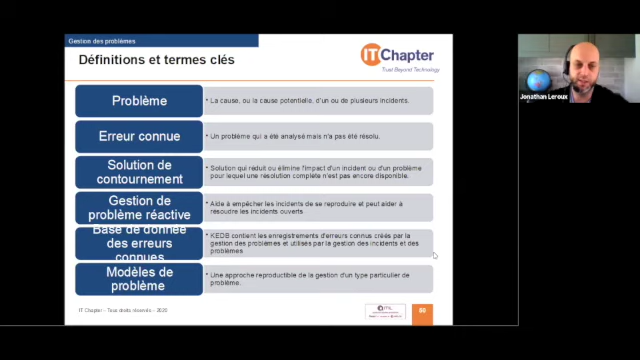 Gestion des problèmes
Définitions et termes clés
IT Chapter
Trust Beyond Technology
Problème
• La cause, ou la cause potentielle, d'un ou de plusieurs incidents.
Erreur connue
• Un problème qui a été analysé mais n'a pas été résolu.
Solution de
contournement
• Solution qui réduit ou élimine l'impact d'un incident ou d'un problème
pour lequel une résolution complète n'est pas encore disponible.
Gestion de
problème réactive
• Aide à empêcher les incidents de se reproduire et peut aider à
résoudre les incidents ouverts
Base de donnée
des erreurs
connues
• KEDB contient les enregistrements d'erreurs connus créés par la
gestion des problèmes et utilisés par la gestion des incidents et des
problèmes
Modèles de
problème
• Une approche reproductible de la gestion d'un type particulier de
problème.
IT Chapter - Tous droits réservés - 2020
ITIL
Jonathan Leroux